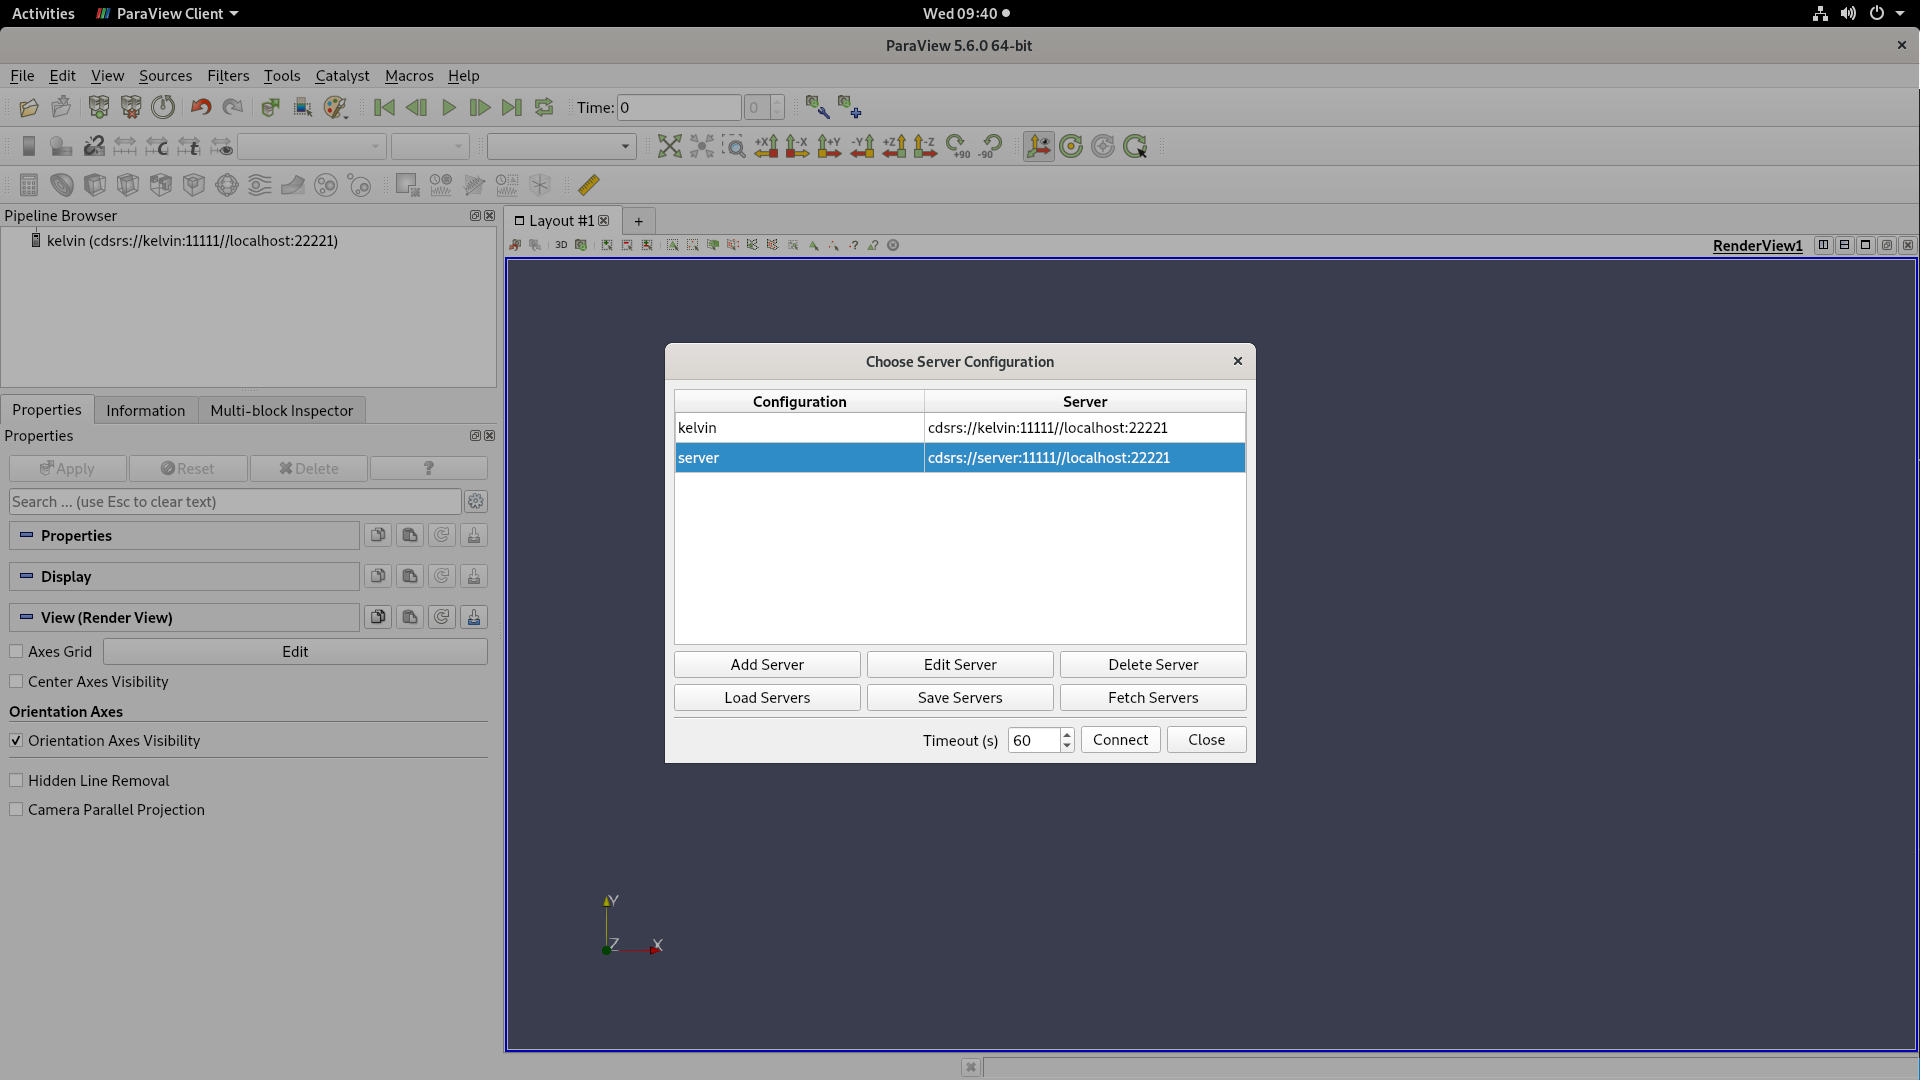 Activities ParaView Client Wed 09:40
ParaView 5.6.0 64-bit
File Edit View Sources Filters Tools Catalyst Macros Help
Time: 0 0
+X -X +Y -Y +Z -Z +90 -90
Pipeline Browser
kelvin (cdsrs://kelvin:11111//localhost:22221)
Layout #1 +
3D RenderView1
Properties Information Multi-block Inspector
Properties
Apply Reset Delete ?
Search ... (use Esc to clear text)
Properties
Display
View (Render View)
Axes Grid Edit
Center Axes Visibility
Orientation Axes
Orientation Axes Visibility
Hidden Line Removal
Camera Parallel Projection
Choose Server Configuration
Configuration Server
kelvin cdsrs://kelvin:11111//localhost:22221
server cdsrs://server:11111//localhost:22221
Add Server Edit Server Delete Server
Load Servers Save Servers Fetch Servers
Timeout (s) 60 Connect Close
Y
Z X